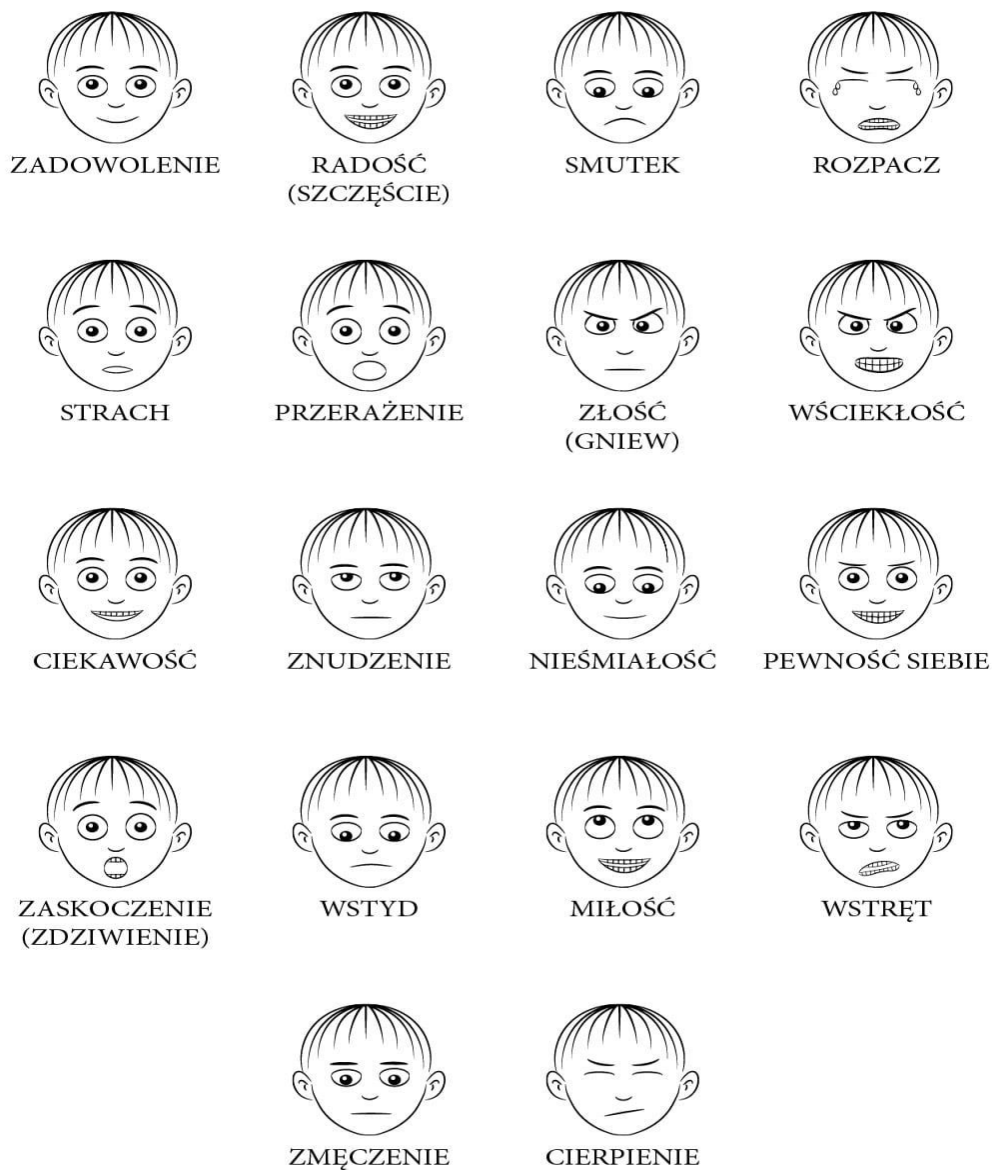 ZADOWOLENIE
RADOŚĆ
(SZCZĘŚCIE)
SMUTEK
ROZPACZ
STRACH
PRZERAŻENIE
ZŁOŚĆ
(GNIEW)
WŚCIEKŁOŚĆ
CIEKAWOŚĆ
ZNUDZENIE
NIEŚMIAŁOŚĆ
PEWNOŚĆ SIEBIE
ZASKOCZENIE
(ZDZIWIENIE)
WSTYD
MIŁOŚĆ
WSTRĘT
ZMĘCZENIE
CIERPIENIE